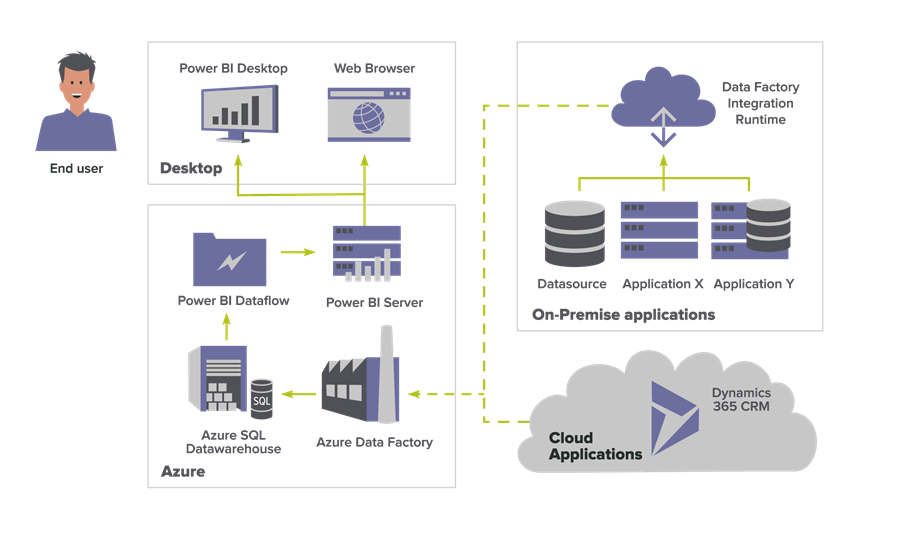 End user
Power BI Desktop
Web Browser
Desktop
Power BI Dataflow
Power BI Server
SQL
Azure SQL
Datawarehouse
Azure Data Factory
Azure
Data Factory
Integration
Runtime
Datasource
Application X
Application Y
On-Premise applications
Dynamics
365 CRM
Cloud
Applications